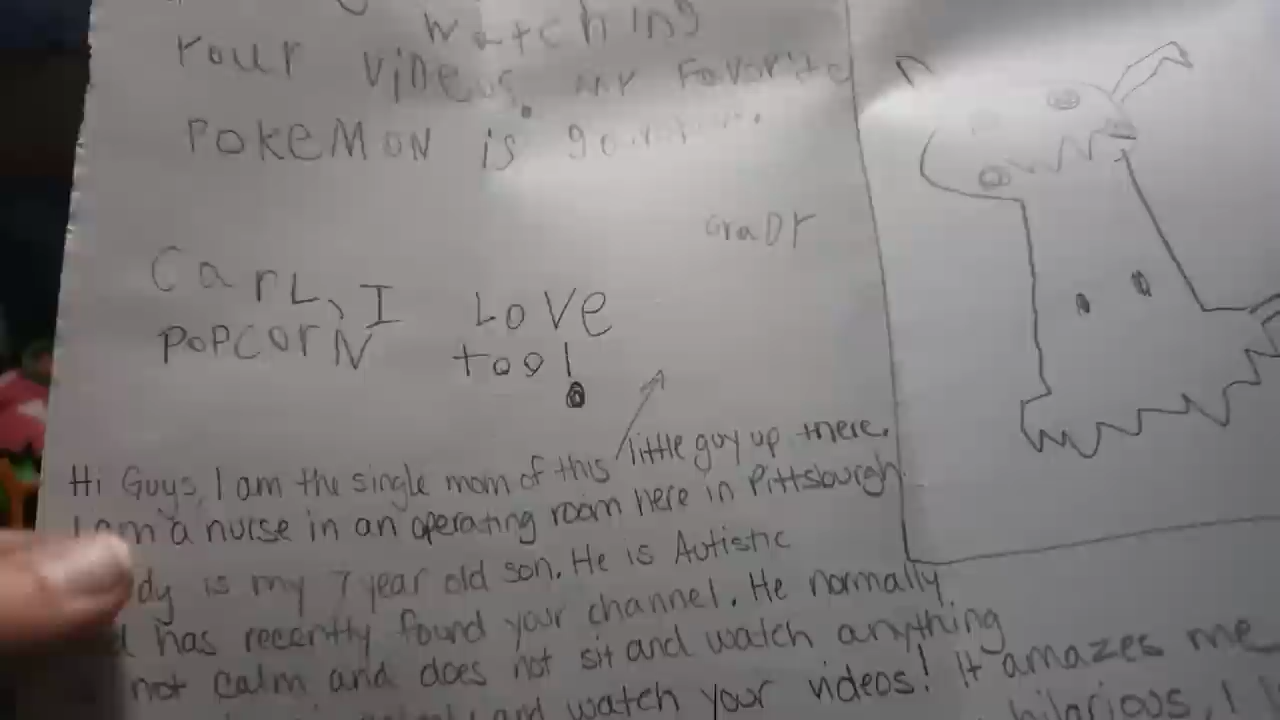 watching
Your videos. my Favorite
POKEMON is
GraDY
CarL, I LOVe
POPCOrN too!
Hi Guys, I am the single mom of this little guy up there.
I am a nurse in an operating room here in Pittsburgh.
is my 7 year old son. He is Autistic
has recently found your channel. He normally
not calm and does not sit and watch anything
and watch your videos! It amazes me
hilarious, I